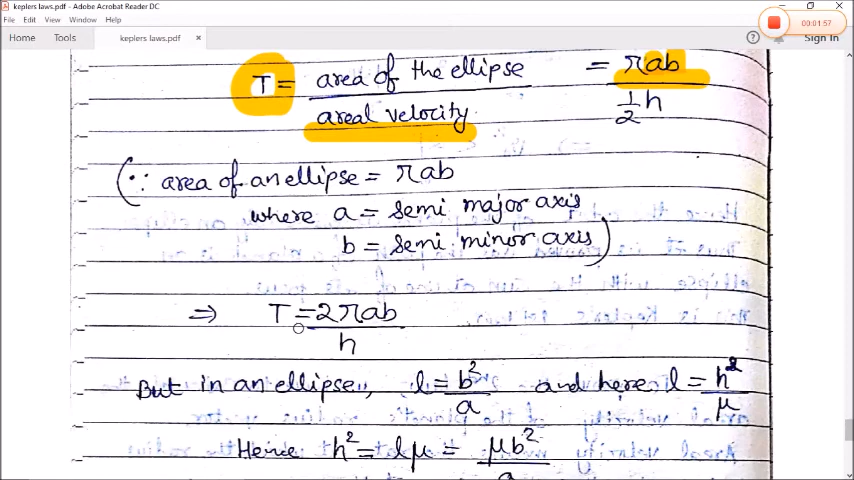 keplers laws.pdf - Adobe Acrobat Reader DC
File Edit View Window Help
Home Tools keplers laws.pdf × Sign In
00:01:57
T = area of the ellipse / areal velocity = πab / ½h
(∵ area of an ellipse = πab
where a = semi major axis
b = semi minor axis)
⇒ T = 2πab / h
But in an ellipse, l = b²/a and here l = h²/μ
Hence h² = lμ = μb²/a